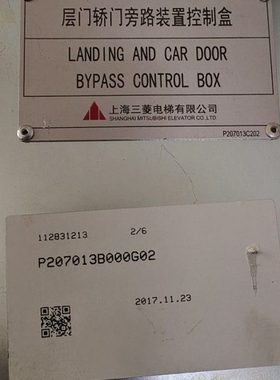 层门轿门旁路装置控制盒
LANDING AND CAR DOOR
BYPASS CONTROL BOX
上海三菱电梯有限公司
SHANGHAI MITSUBISHI ELEVATOR CO.,LTD
P207013C202
112831213 2/6
P207013B000G02
2017.11.23